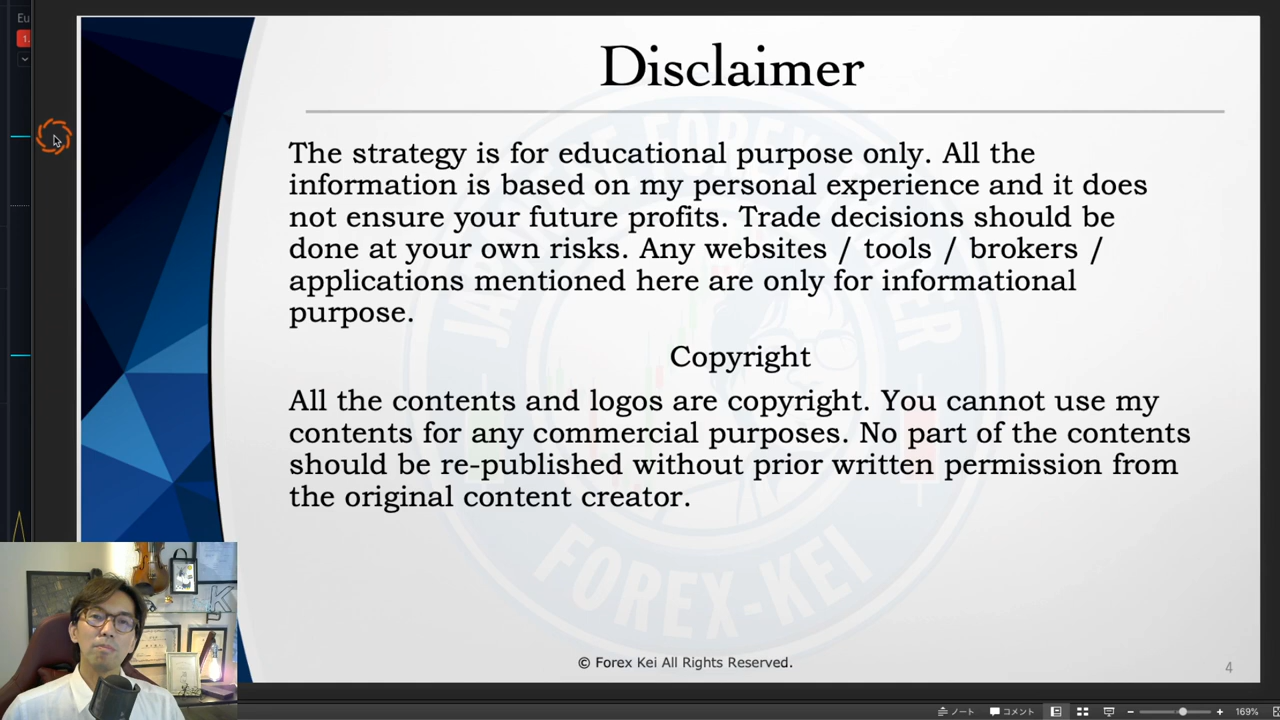 Eu
1.
Disclaimer
The strategy is for educational purpose only. All the
information is based on my personal experience and it does
not ensure your future profits. Trade decisions should be
done at your own risks. Any websites / tools / brokers /
applications mentioned here are only for informational
purpose.
Copyright
All the contents and logos are copyright. You cannot use my
contents for any commercial purposes. No part of the contents
should be re-published without prior written permission from
the original content creator.
FOREX-KEI
© Forex Kei All Rights Reserved.
4
ノート
コメント
169%